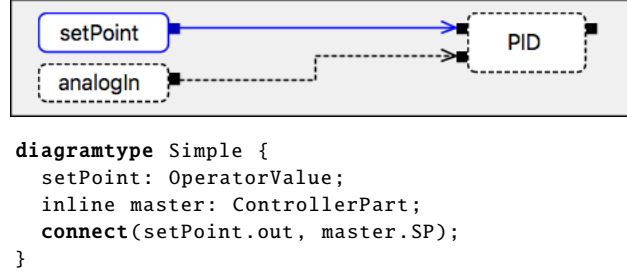 setPoint
PID
analogIn
diagramtype Simple {
  setPoint: OperatorValue;
  inline master: ControllerPart;
  connect(setPoint.out, master.SP);
}